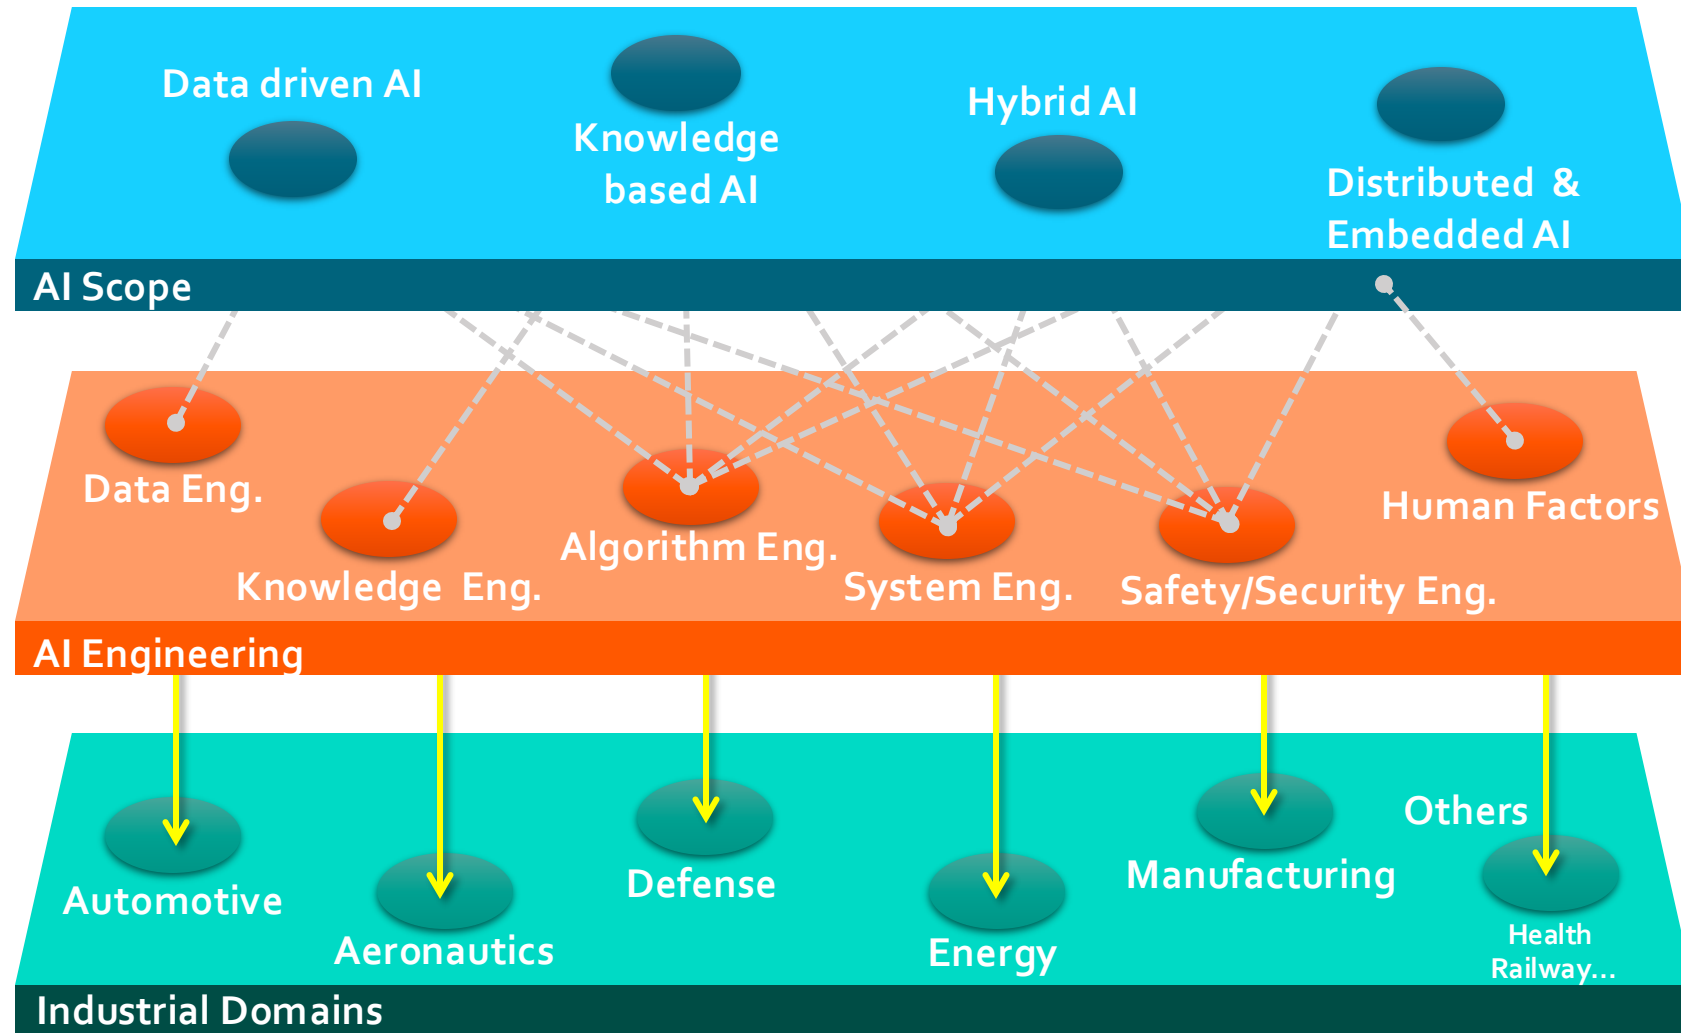 Data driven AI
Knowledge
based AI
Hybrid AI
Distributed &
Embedded AI
AI Scope
Data Eng.
Knowledge Eng.
Algorithm Eng.
System Eng.
Safety/Security Eng.
Human Factors
AI Engineering
Automotive
Aeronautics
Defense
Energy
Manufacturing
Others
Health
Railway...
Industrial Domains